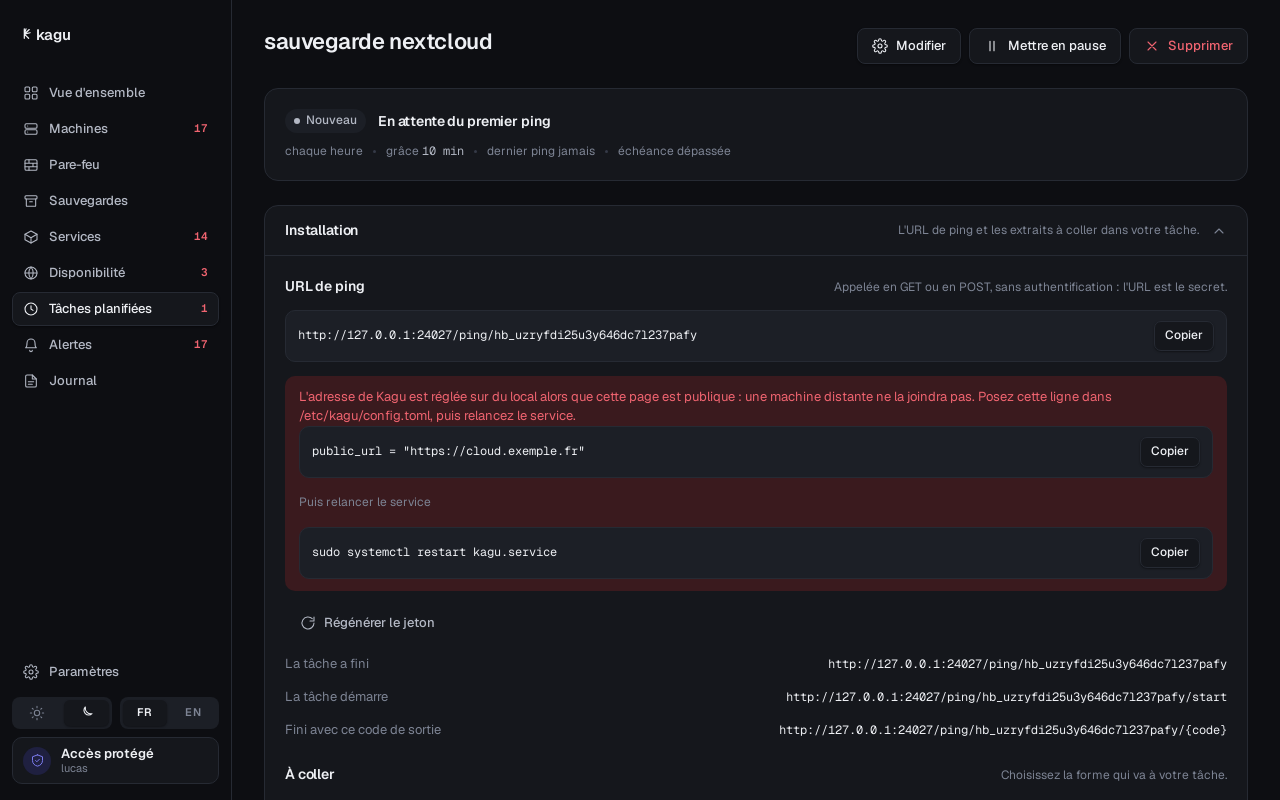 kagu
Vue d'ensemble
Machines 17
Pare-feu
Sauvegardes
Services 14
Disponibilité 3
Tâches planifiées 1
Alertes 17
Journal
Paramètres
FR EN
Accès protégé
lucas
sauvegarde nextcloud
Modifier
Mettre en pause
Supprimer
Nouveau En attente du premier ping
chaque heure • grâce 10 min • dernier ping jamais • échéance dépassée
Installation L'URL de ping et les extraits à coller dans votre tâche.
URL de ping Appelée en GET ou en POST, sans authentification : l'URL est le secret.
http://127.0.0.1:24027/ping/hb_uzryfdi25u3y646dc7l237pafy Copier
L'adresse de Kagu est réglée sur du local alors que cette page est publique : une machine distante ne la joindra pas. Posez cette ligne dans
/etc/kagu/config.toml, puis relancez le service.
public_url = "https://cloud.exemple.fr" Copier
Puis relancer le service
sudo systemctl restart kagu.service Copier
Régénérer le jeton
La tâche a fini http://127.0.0.1:24027/ping/hb_uzryfdi25u3y646dc7l237pafy
La tâche démarre http://127.0.0.1:24027/ping/hb_uzryfdi25u3y646dc7l237pafy/start
Fini avec ce code de sortie http://127.0.0.1:24027/ping/hb_uzryfdi25u3y646dc7l237pafy/{code}
À coller Choisissez la forme qui va à votre tâche.